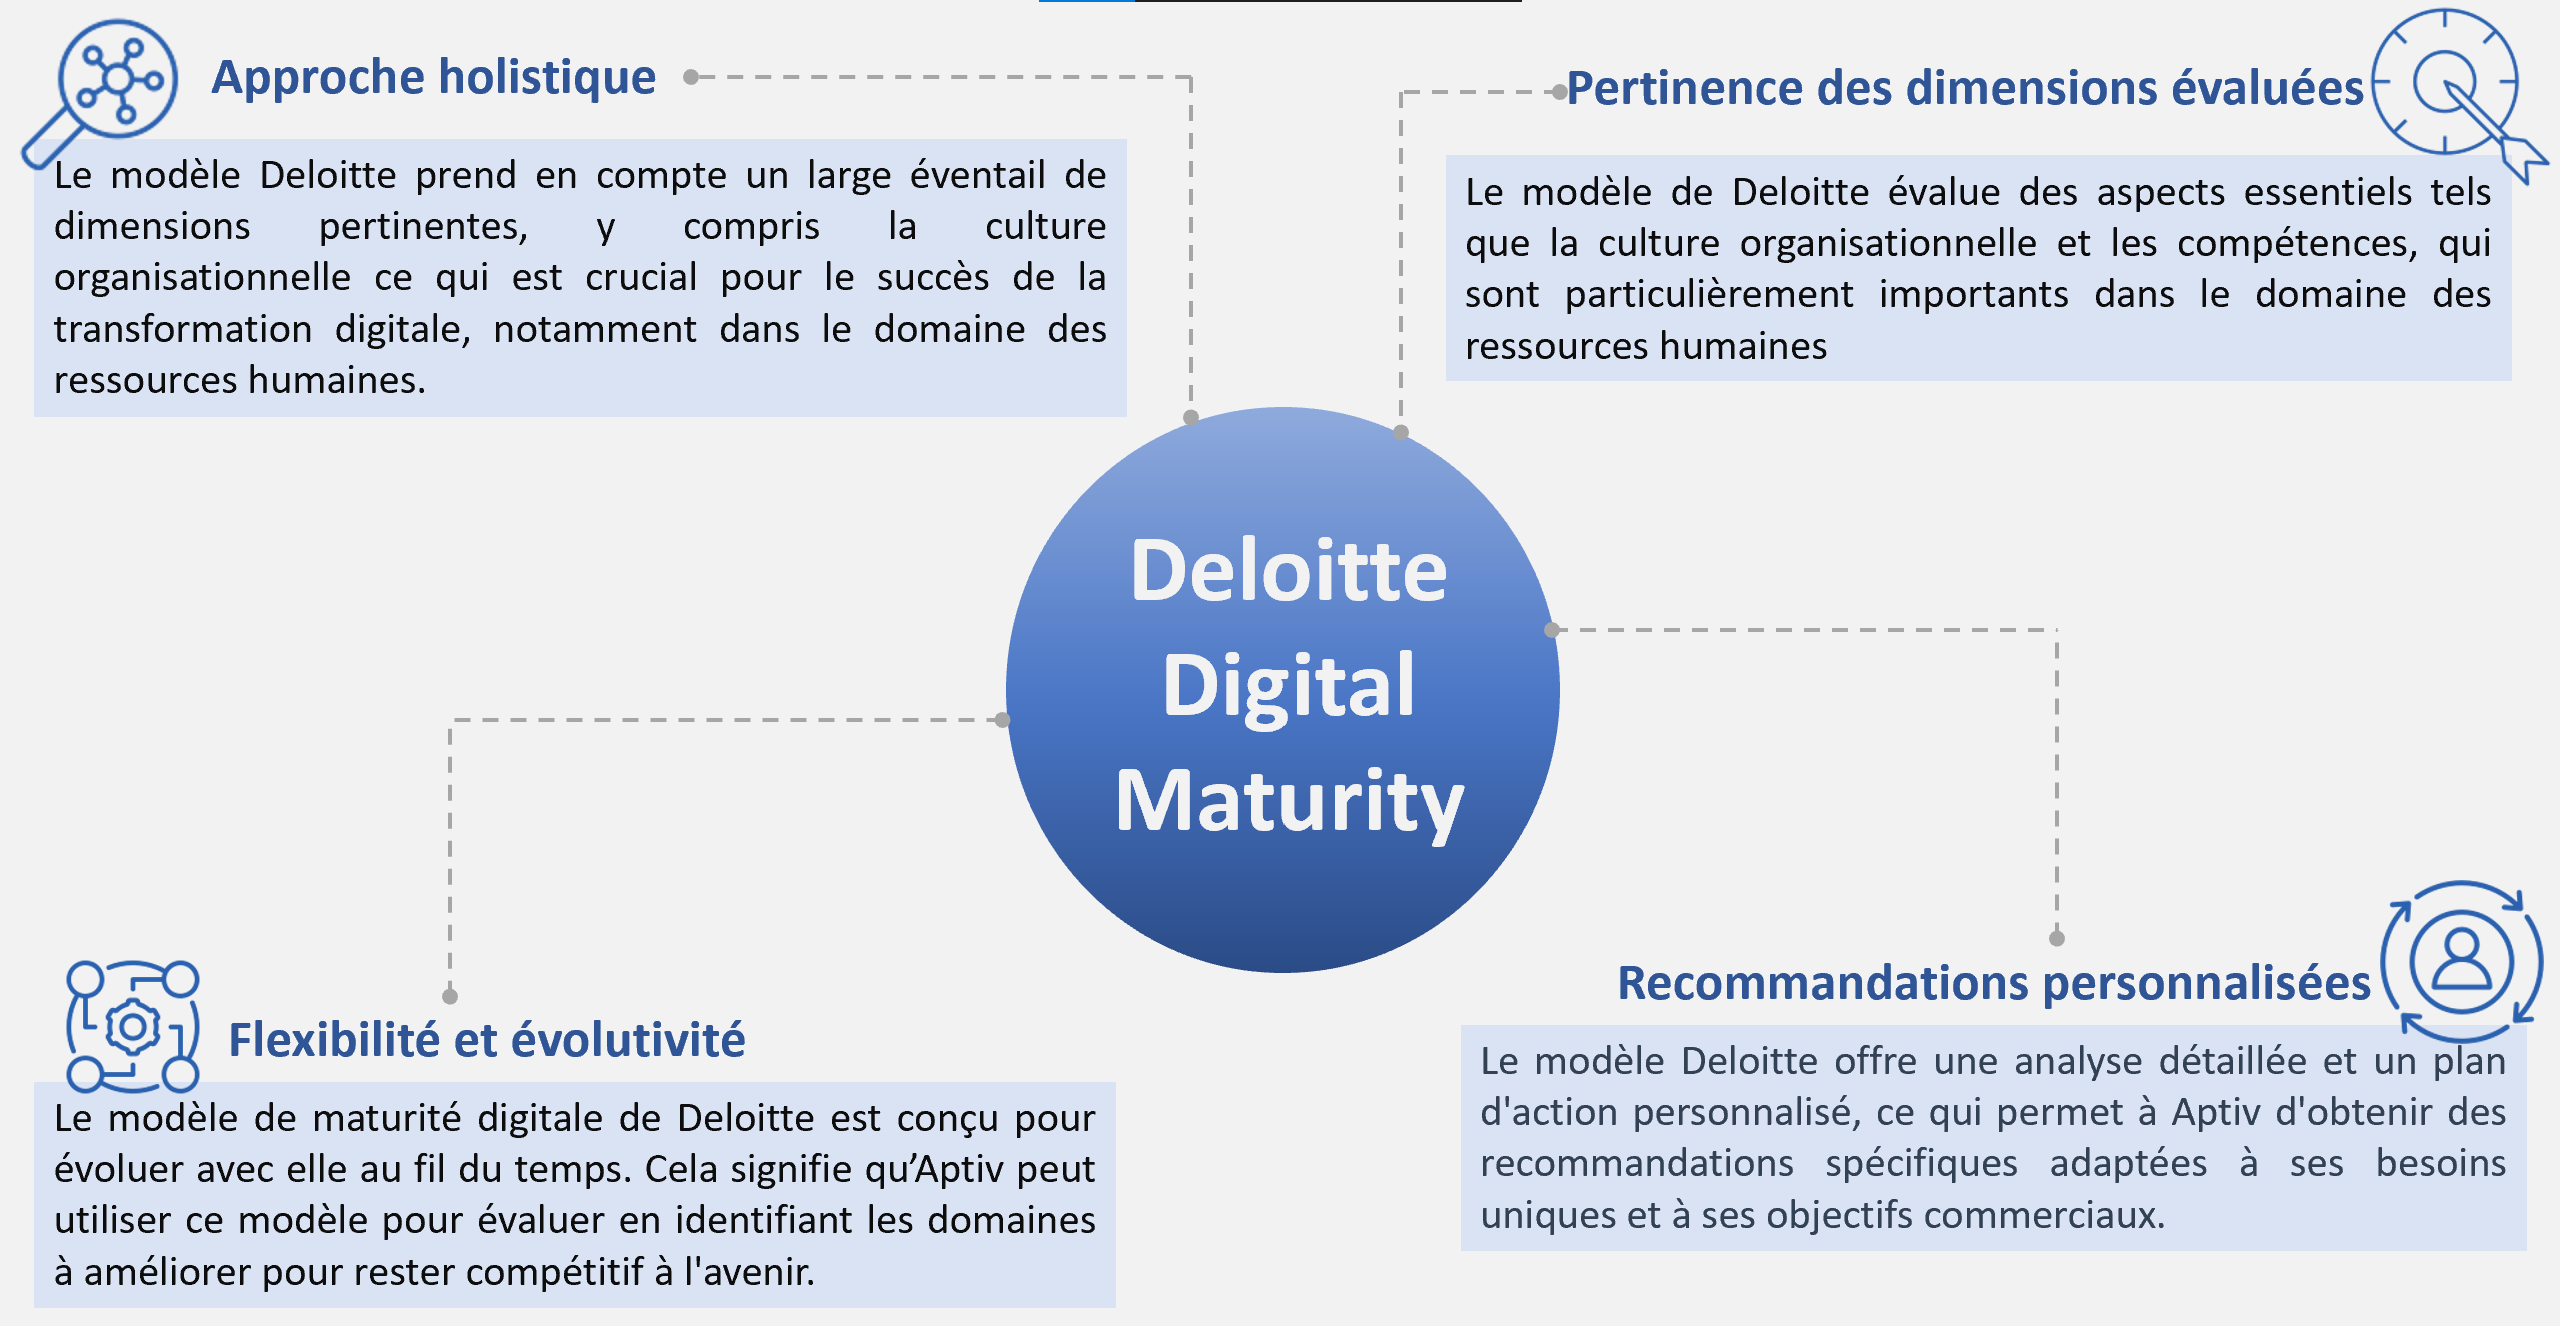 Approche holistique
Le modèle Deloitte prend en compte un large éventail de
dimensions pertinentes, y compris la culture
organisationnelle ce qui est crucial pour le succès de la
transformation digitale, notamment dans le domaine des
ressources humaines.
Pertinence des dimensions évaluées
Le modèle de Deloitte évalue des aspects essentiels tels
que la culture organisationnelle et les compétences, qui
sont particulièrement importants dans le domaine des
ressources humaines
Deloitte
Digital
Maturity
Flexibilité et évolutivité
Le modèle de maturité digitale de Deloitte est conçu pour
évoluer avec elle au fil du temps. Cela signifie qu’Aptiv peut
utiliser ce modèle pour évaluer en identifiant les domaines
à améliorer pour rester compétitif à l'avenir.
Recommandations personnalisées
Le modèle Deloitte offre une analyse détaillée et un plan
d'action personnalisé, ce qui permet à Aptiv d'obtenir des
recommandations spécifiques adaptées à ses besoins
uniques et à ses objectifs commerciaux.